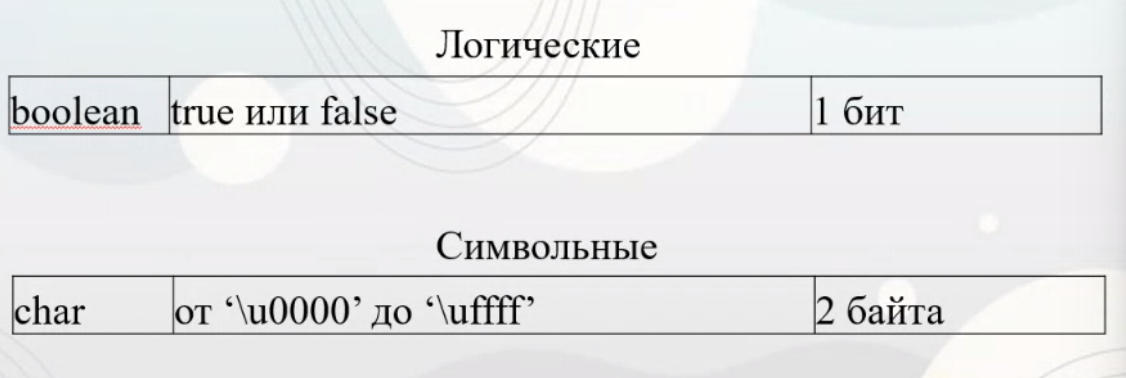 Логические
boolean true или false 1 бит
Символьные
char от ‘\u0000’ до ‘\uffff’ 2 байта